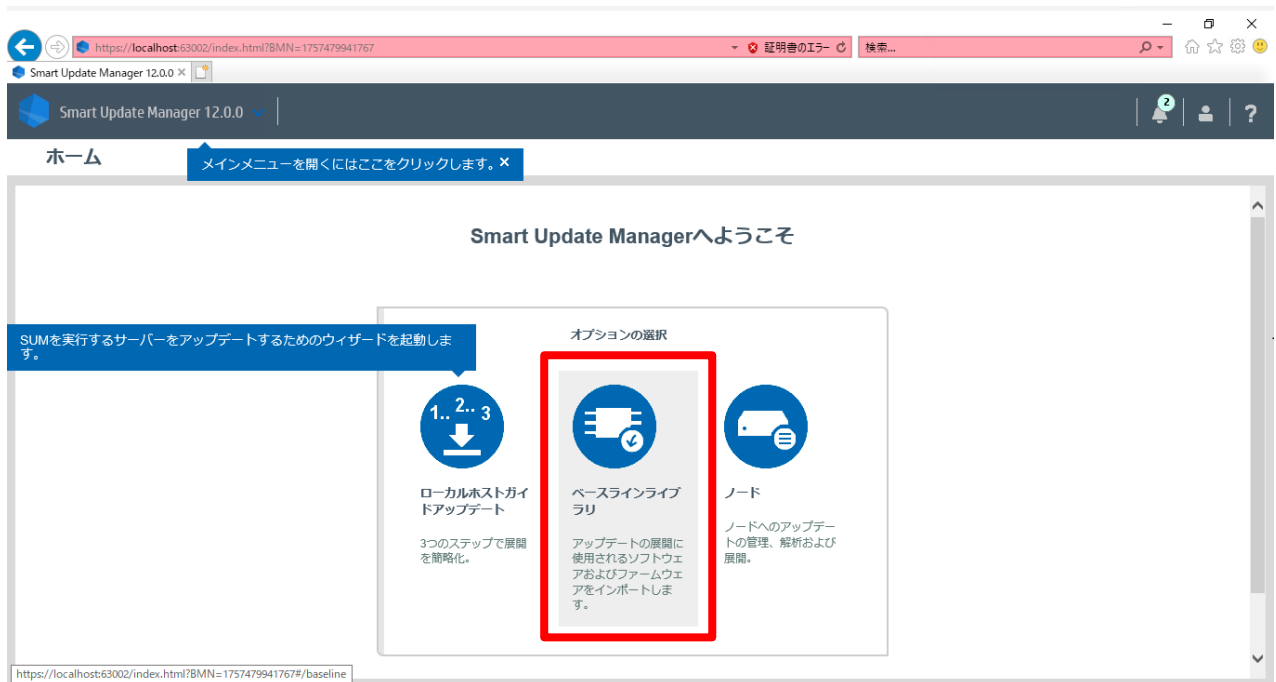 https://localhost:63002/index.html?BMN=1757479941767
証明書のエラー
検索...
Smart Update Manager 12.0.0
Smart Update Manager 12.0.0
2
?
ホーム
メインメニューを開くにはここをクリックします。
Smart Update Managerへようこそ
オプションの選択
SUMを実行するサーバーをアップデートするためのウィザードを起動しま
す。
1.. 2.. 3
ローカルホストガイ
ドアップデート
3つのステップで展開
を簡略化。
ベースラインライブ
ラリ
アップデートの展開に
使用されるソフトウェ
アおよびファームウェ
アをインポートしま
す。
ノード
ノードへのアップデー
トの管理、解析および
展開。
https://localhost:63002/index.html?BMN=1757479941767#/baseline